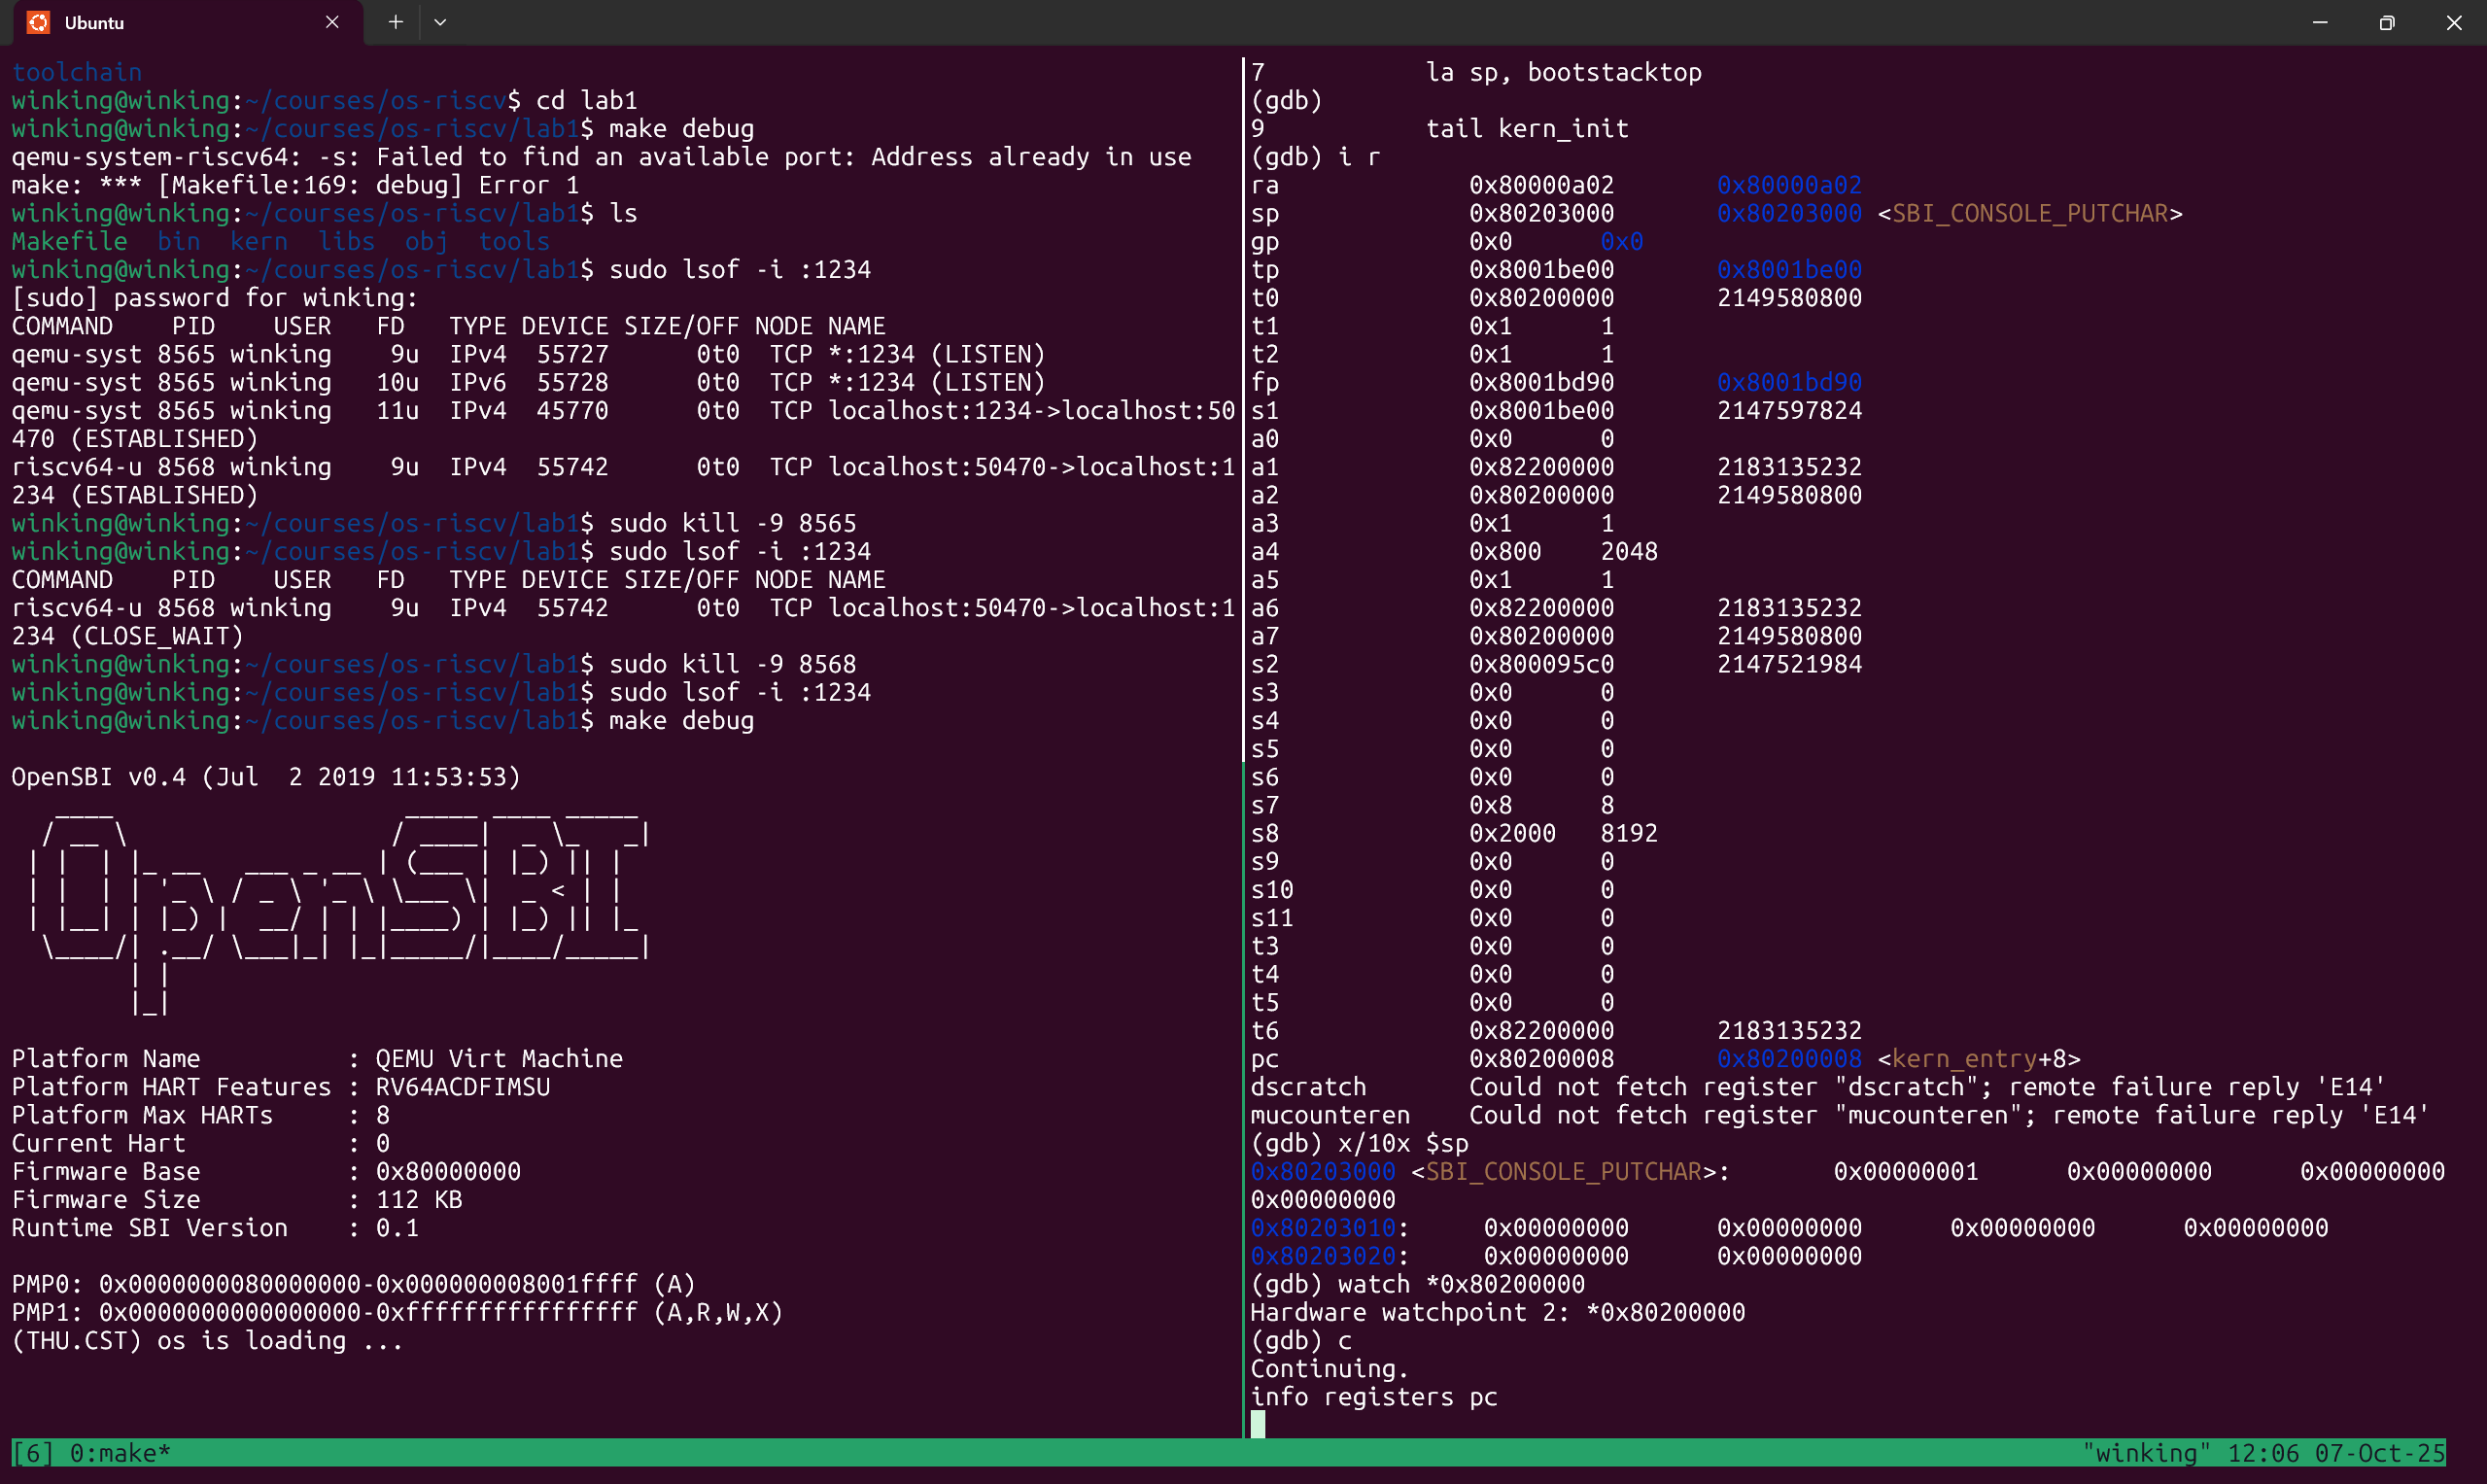 Ubuntu
toolchain
winking@winking:~/courses/os-riscv$ cd lab1
winking@winking:~/courses/os-riscv/lab1$ make debug
qemu-system-riscv64: -s: Failed to find an available port: Address already in use
make: *** [Makefile:169: debug] Error 1
winking@winking:~/courses/os-riscv/lab1$ ls
Makefile  bin  kern  libs  obj  tools
winking@winking:~/courses/os-riscv/lab1$ sudo lsof -i :1234
[sudo] password for winking:
COMMAND    PID    USER   FD   TYPE DEVICE SIZE/OFF NODE NAME
qemu-syst 8565 winking    9u  IPv4  55727      0t0  TCP *:1234 (LISTEN)
qemu-syst 8565 winking   10u  IPv6  55728      0t0  TCP *:1234 (LISTEN)
qemu-syst 8565 winking   11u  IPv4  45770      0t0  TCP localhost:1234->localhost:50
470 (ESTABLISHED)
riscv64-u 8568 winking    9u  IPv4  55742      0t0  TCP localhost:50470->localhost:1
234 (ESTABLISHED)
winking@winking:~/courses/os-riscv/lab1$ sudo kill -9 8565
winking@winking:~/courses/os-riscv/lab1$ sudo lsof -i :1234
COMMAND    PID    USER   FD   TYPE DEVICE SIZE/OFF NODE NAME
riscv64-u 8568 winking    9u  IPv4  55742      0t0  TCP localhost:50470->localhost:1
234 (CLOSE_WAIT)
winking@winking:~/courses/os-riscv/lab1$ sudo kill -9 8568
winking@winking:~/courses/os-riscv/lab1$ sudo lsof -i :1234
winking@winking:~/courses/os-riscv/lab1$ make debug
OpenSBI v0.4 (Jul  2 2019 11:53:53)
OpenSBI
Platform Name          : QEMU Virt Machine
Platform HART Features : RV64ACDFIMSU
Platform Max HARTs     : 8
Current Hart           : 0
Firmware Base          : 0x80000000
Firmware Size          : 112 KB
Runtime SBI Version    : 0.1
PMP0: 0x0000000080000000-0x000000008001ffff (A)
PMP1: 0x0000000000000000-0xffffffffffffffff (A,R,W,X)
(THU.CST) os is loading ...
7           la sp, bootstacktop
(gdb)
9           tail kern_init
(gdb) i r
ra             0x80000a02       0x80000a02
sp             0x80203000       0x80203000 <SBI_CONSOLE_PUTCHAR>
gp             0x0      0x0
tp             0x8001be00       0x8001be00
t0             0x80200000       2149580800
t1             0x1      1
t2             0x1      1
fp             0x8001bd90       0x8001bd90
s1             0x8001be00       2147597824
a0             0x0      0
a1             0x82200000       2183135232
a2             0x80200000       2149580800
a3             0x1      1
a4             0x800    2048
a5             0x1      1
a6             0x82200000       2183135232
a7             0x80200000       2149580800
s2             0x800095c0       2147521984
s3             0x0      0
s4             0x0      0
s5             0x0      0
s6             0x0      0
s7             0x8      8
s8             0x2000   8192
s9             0x0      0
s10            0x0      0
s11            0x0      0
t3             0x0      0
t4             0x0      0
t5             0x0      0
t6             0x82200000       2183135232
pc             0x80200008       0x80200008 <kern_entry+8>
dscratch       Could not fetch register "dscratch"; remote failure reply 'E14'
mucounteren    Could not fetch register "mucounteren"; remote failure reply 'E14'
(gdb) x/10x $sp
0x80203000 <SBI_CONSOLE_PUTCHAR>:       0x00000001      0x00000000      0x00000000
0x00000000
0x80203010:     0x00000000      0x00000000      0x00000000      0x00000000
0x80203020:     0x00000000      0x00000000
(gdb) watch *0x80200000
Hardware watchpoint 2: *0x80200000
(gdb) c
Continuing.
info registers pc
[6] 0:make*
"winking" 12:06 07-Oct-25